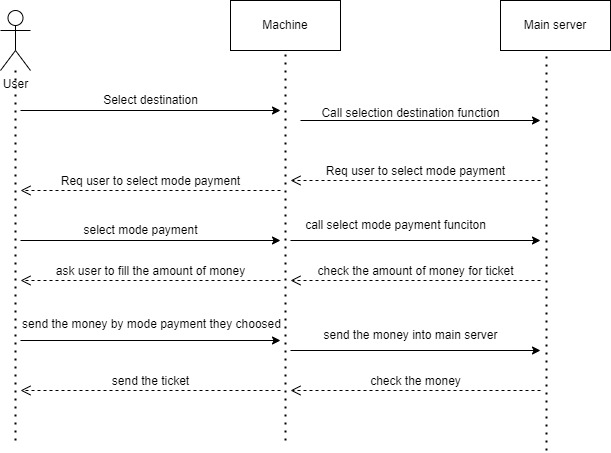 Machine
Main server
User
Select destination
Call selection destination function
Req user to select mode payment
Req user to select mode payment
select mode payment
call select mode payment funciton
ask user to fill the amount of money
check the amount of money for ticket
send the money by mode payment they choosed
send the money into main server
send the ticket
check the money